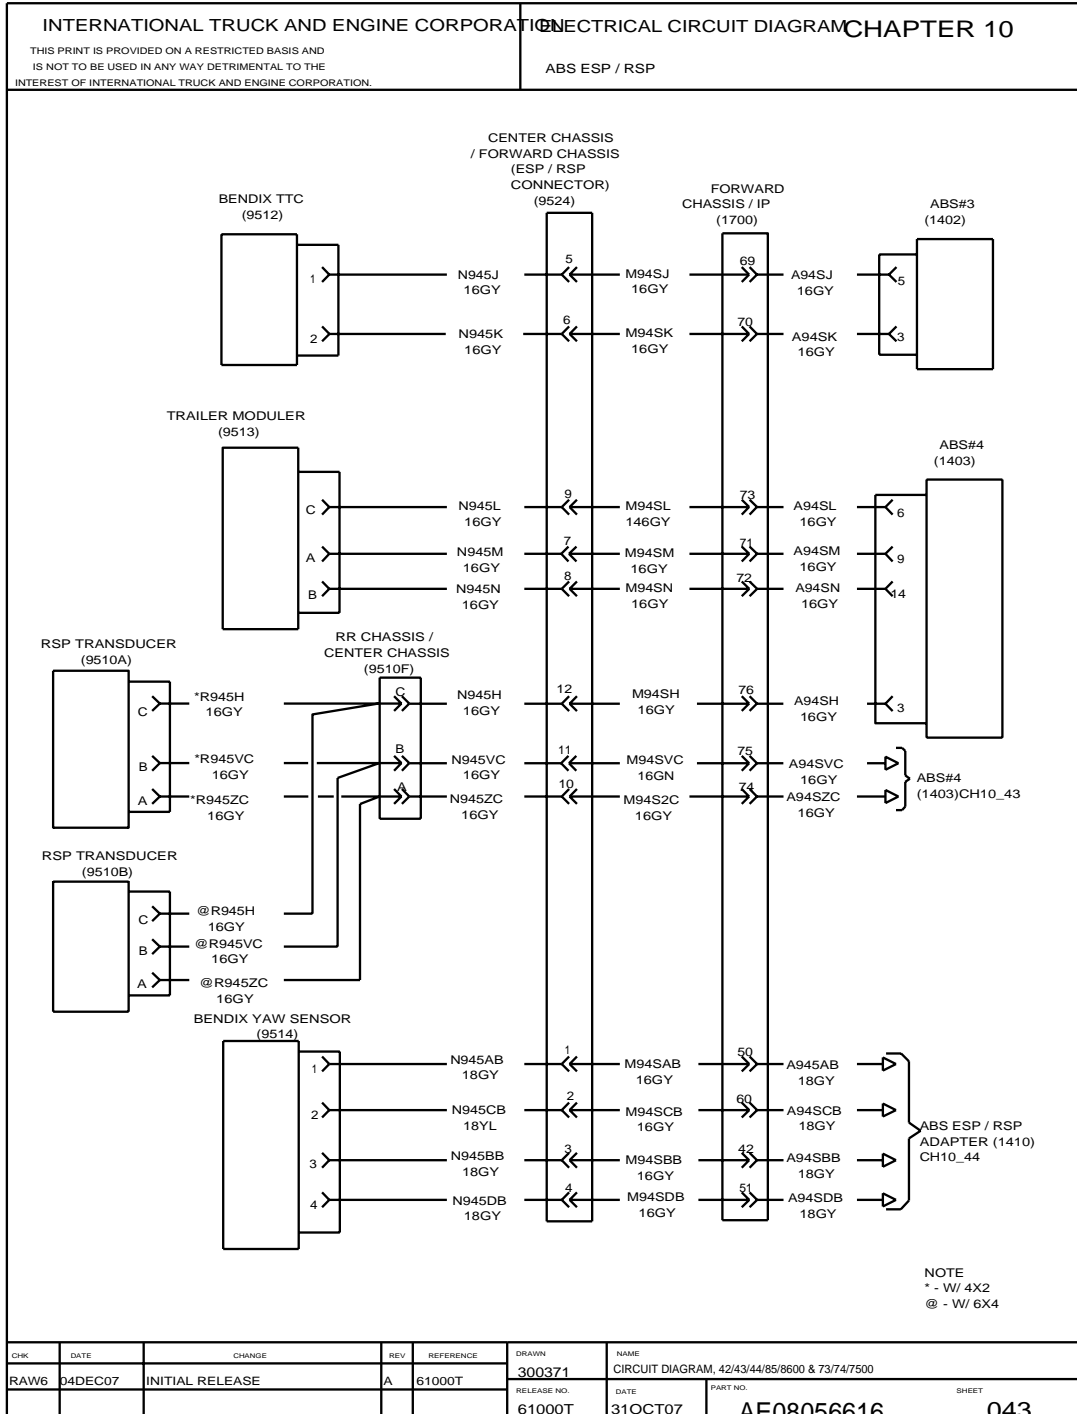 INTERNATIONAL TRUCK AND ENGINE CORPORATION
ELECTRICAL CIRCUIT DIAGRAM
CHAPTER 10
THIS PRINT IS PROVIDED ON A RESTRICTED BASIS AND
IS NOT TO BE USED IN ANY WAY DETRIMENTAL TO THE
INTEREST OF INTERNATIONAL TRUCK AND ENGINE CORPORATION.
ABS ESP / RSP
CENTER CHASSIS
/ FORWARD CHASSIS
(ESP / RSP
CONNECTOR)
(9524)
FORWARD
CHASSIS / IP
(1700)
BENDIX TTC
(9512)
ABS#3
(1402)
1 N945J 5 M94SJ 69 A94SJ 5
16GY 16GY 16GY
2 N945K 6 M94SK 70 A94SK 3
16GY 16GY 16GY
TRAILER MODULER
(9513)
ABS#4
(1403)
C N945L 9 M94SL 73 A94SL 6
16GY 146GY 16GY
A N945M 7 M94SM 71 A94SM 9
16GY 16GY 16GY
B N945N 8 M94SN 72 A94SN 14
16GY 16GY 16GY
RSP TRANSDUCER
(9510A)
RR CHASSIS /
CENTER CHASSIS
(9510F)
C *R945H C N945H 12 M94SH 76 A94SH 3
16GY 16GY 16GY 16GY
B *R945VC B N945VC 11 M94SVC 75 A94SVC
16GY 16GY 16GN 16GY
A *R945ZC A N945ZC 10 M94S2C 74 A94SZC
16GY 16GY 16GY 16GY
ABS#4
(1403)CH10_43
RSP TRANSDUCER
(9510B)
C @R945H
16GY
B @R945VC
16GY
A @R945ZC
16GY
BENDIX YAW SENSOR
(9514)
1 N945AB 1 M94SAB 50 A945AB
18GY 16GY 18GY
2 N945CB 2 M94SCB 60 A94SCB
18YL 16GY 18GY
3 N945BB 3 M94SBB 42 A94SBB
18GY 16GY 18GY
4 N945DB 4 M94SDB 51 A94SDB
18GY 16GY 18GY
ABS ESP / RSP
ADAPTER (1410)
CH10_44
NOTE
* - W/ 4X2
@ - W/ 6X4
CHK DATE CHANGE REV REFERENCE DRAWN NAME
RAW6 04DEC07 INITIAL RELEASE A 61000T 300371 CIRCUIT DIAGRAM, 42/43/44/85/8600 & 73/74/7500
RELEASE NO. DATE PART NO. SHEET
61000T 31OCT07 AE08056616 043